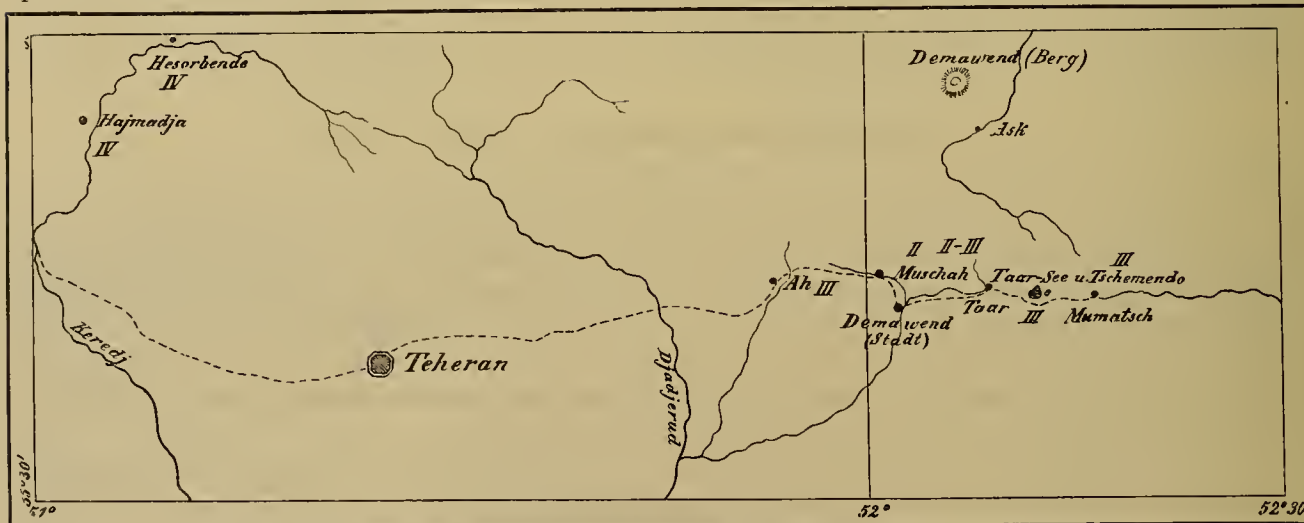 Demawend (Berg)
Hesorbende
IV
Hajmadja
IV
Ask
II II-III III
Muschah Taar-See u. Tschemendo
Ah III
Taar III Mumatsch
Demawend
(Stadt)
Keredj
Teheran
Djadjerud
35° 30'
51° 52° 52° 30'